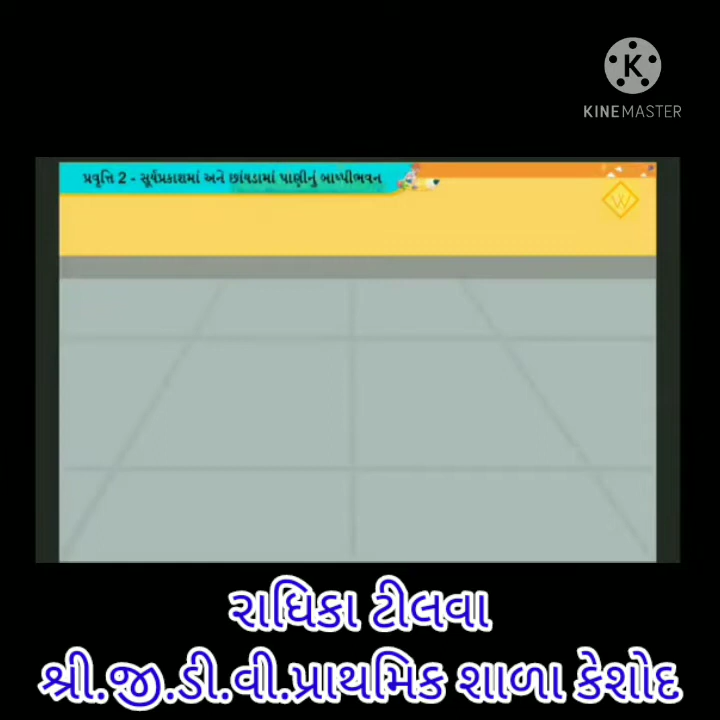 KINEMASTER
પ્રવૃત્તિ 2 - સૂર્યપ્રકાશમાં અને છાંયડામાં પાણીનું બાષ્પીભવન
રાધિકા ટીલવા
શ્રી.જી.ડી.વી.પ્રાથમિક શાળા કેશોદ